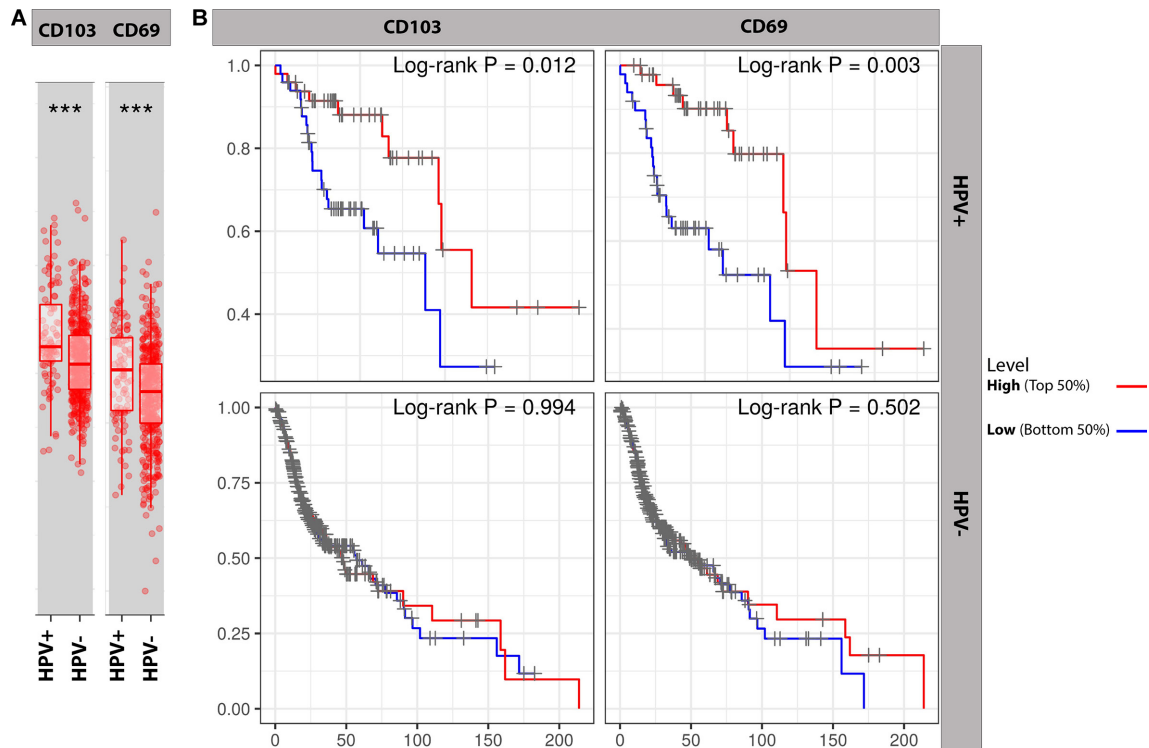 A
CD103 CD69
*** ***
HPV+ HPV- HPV+ HPV-
B
CD103 CD69
Log-rank P = 0.012
1.0
0.8
0.6
0.4
Log-rank P = 0.003
HPV+
Log-rank P = 0.994
1.00
0.75
0.50
0.25
0.00
0 50 100 150 200
Log-rank P = 0.502
0 50 100 150 200
HPV-
Level
High (Top 50%)
Low (Bottom 50%)